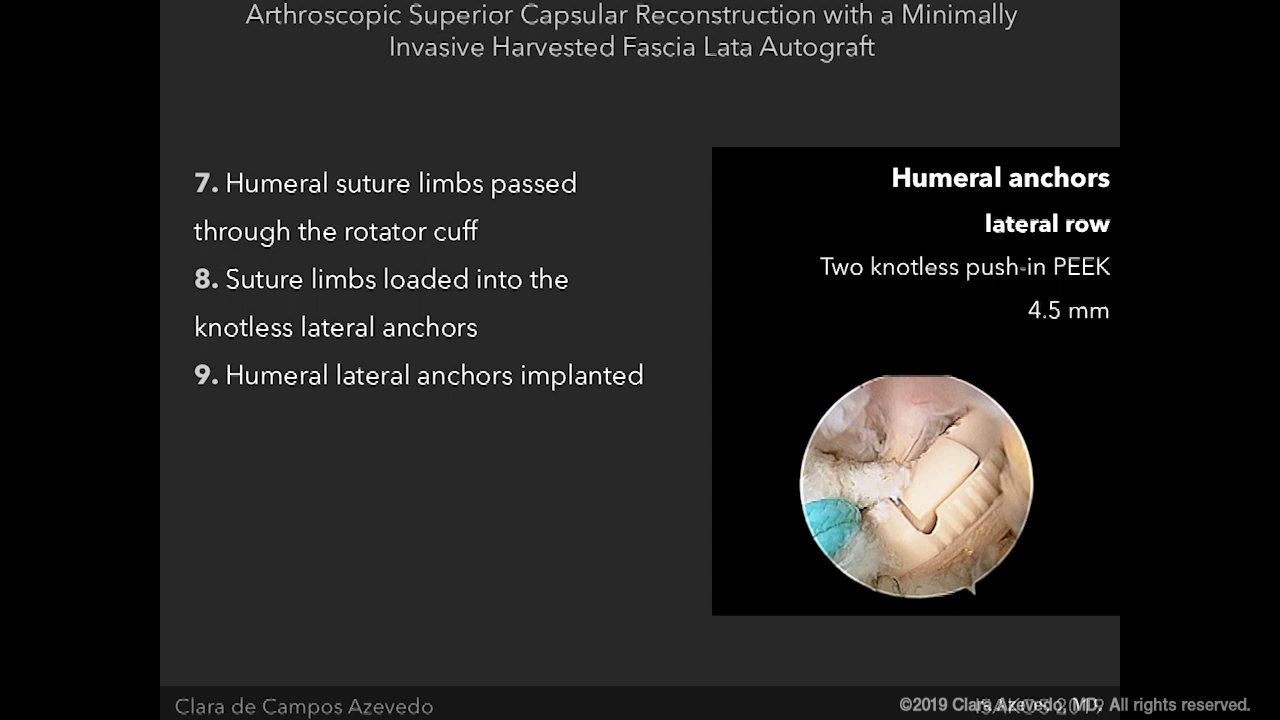 Arthroscopic Superior Capsular Reconstruction with a Minimally
Invasive Harvested Fascia Lata Autograft
7. Humeral suture limbs passed
through the rotator cuff
8. Suture limbs loaded into the
knotless lateral anchors
9. Humeral lateral anchors implanted
Humeral anchors
lateral row
Two knotless push-in PEEK
4.5 mm
Clara de Campos Azevedo
©2019 Clara Azevedo, MD. All rights reserved.